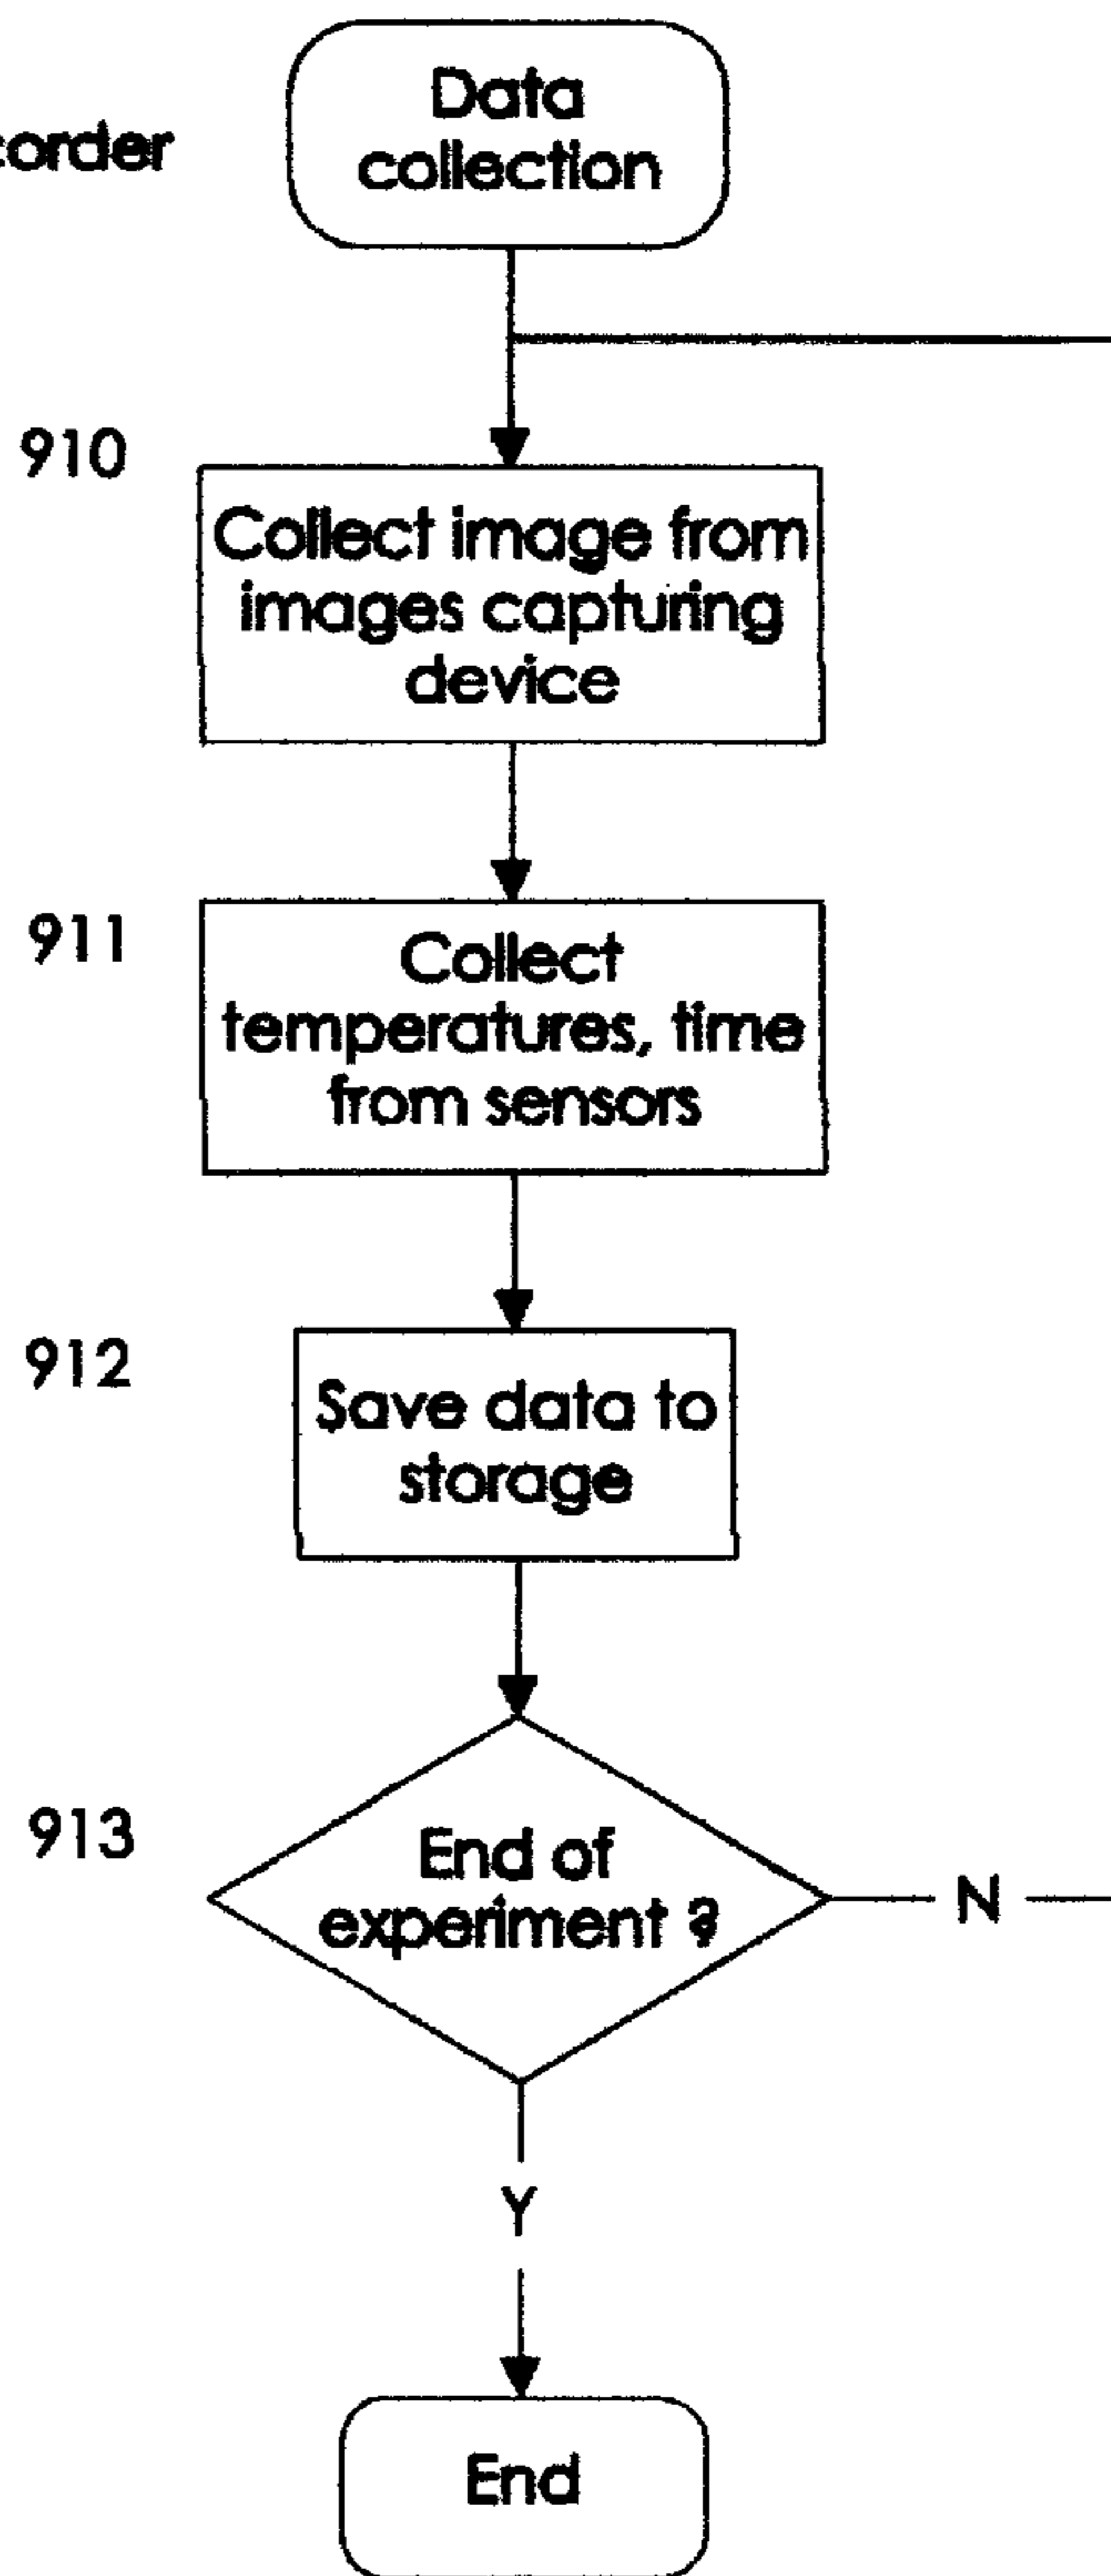 Data
collection
corder
910
Collect image from
images capturing
device
911
Collect
temperatures, time
from sensors
912
Save data to
storage
913
End of
experiment ?
N
Y
End